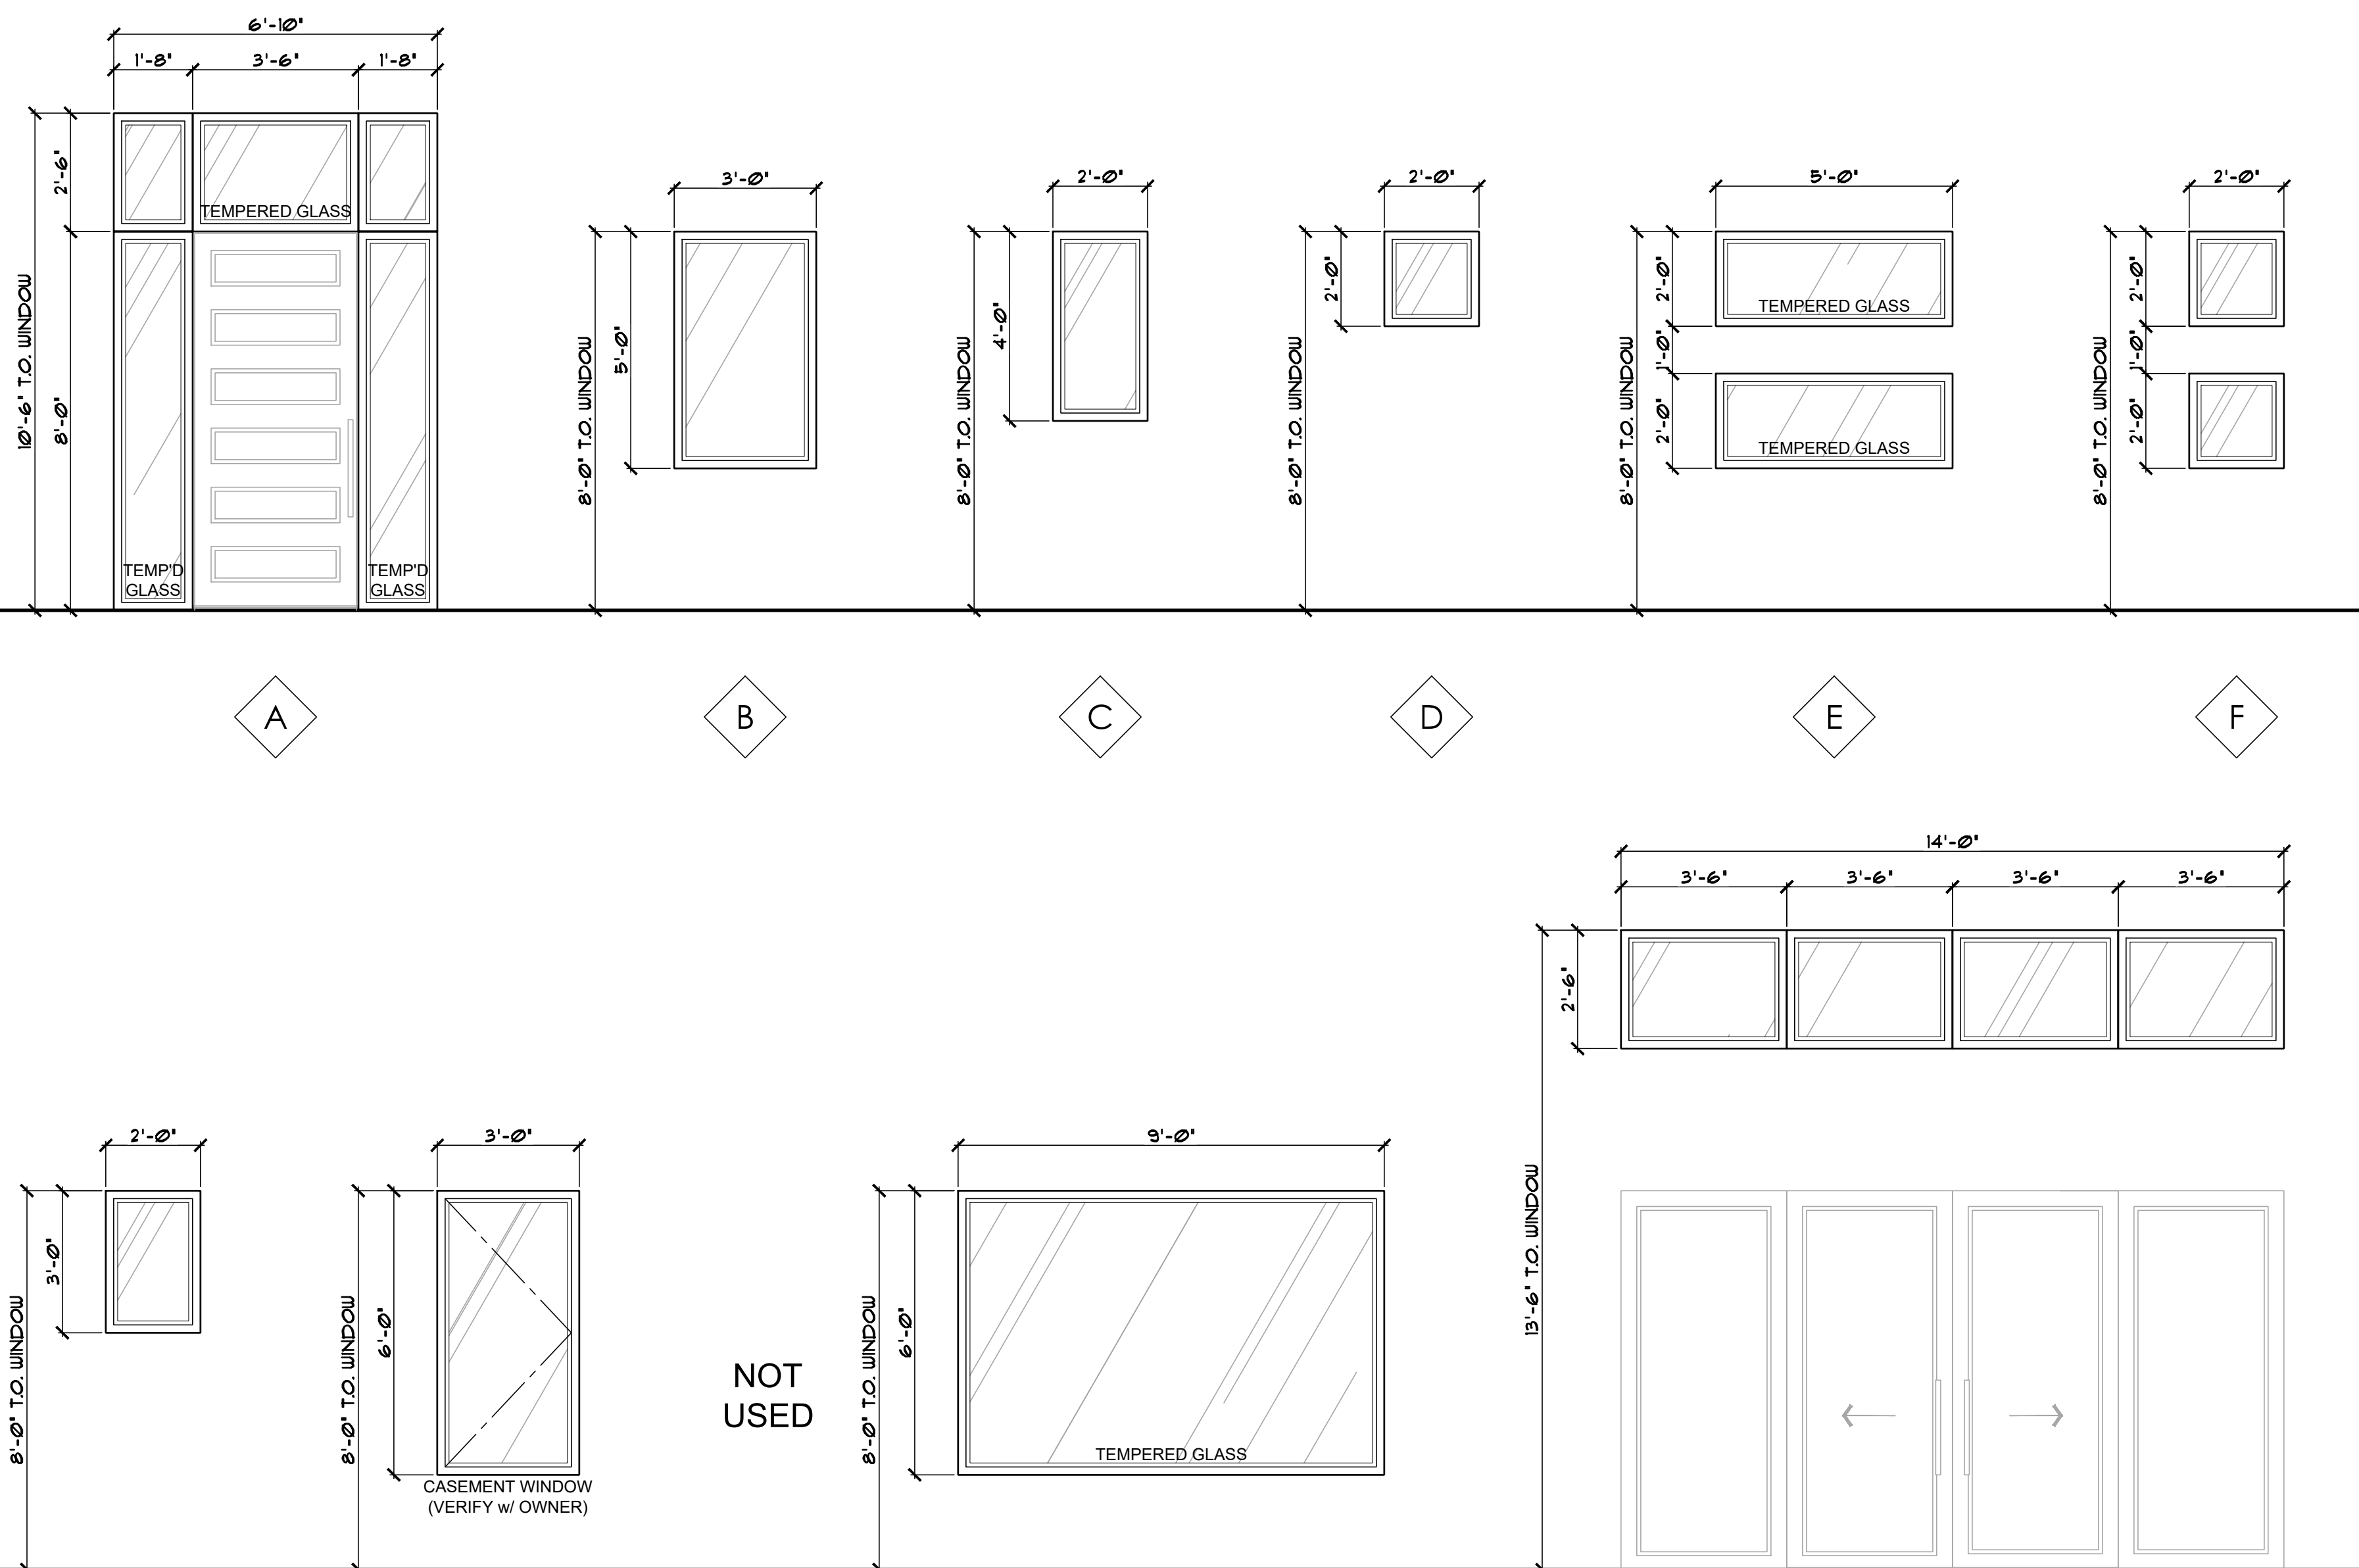 6'-10"
1'-8" 3'-6" 1'-8"
10'-6" T.O. WINDOW
2'-6"
8'-0"
TEMPERED GLASS
TEMP'D
GLASS
TEMP'D
GLASS
3'-0"
8'-0" T.O. WINDOW
5'-0"
2'-0"
8'-0" T.O. WINDOW
4'-0"
2'-0"
8'-0" T.O. WINDOW
2'-0"
5'-0"
8'-0" T.O. WINDOW
2'-0"
1'-0"
2'-0"
TEMPERED GLASS
TEMPERED GLASS
2'-0"
8'-0" T.O. WINDOW
2'-0"
1'-0"
2'-0"
A B C D E F
2'-0"
8'-0" T.O. WINDOW
3'-0"
3'-0"
8'-0" T.O. WINDOW
6'-0"
CASEMENT WINDOW
(VERIFY w/ OWNER)
NOT
USED
9'-0"
8'-0" T.O. WINDOW
6'-0"
TEMPERED GLASS
14'-0"
3'-6" 3'-6" 3'-6" 3'-6"
13'-6" T.O. WINDOW
2'-6"